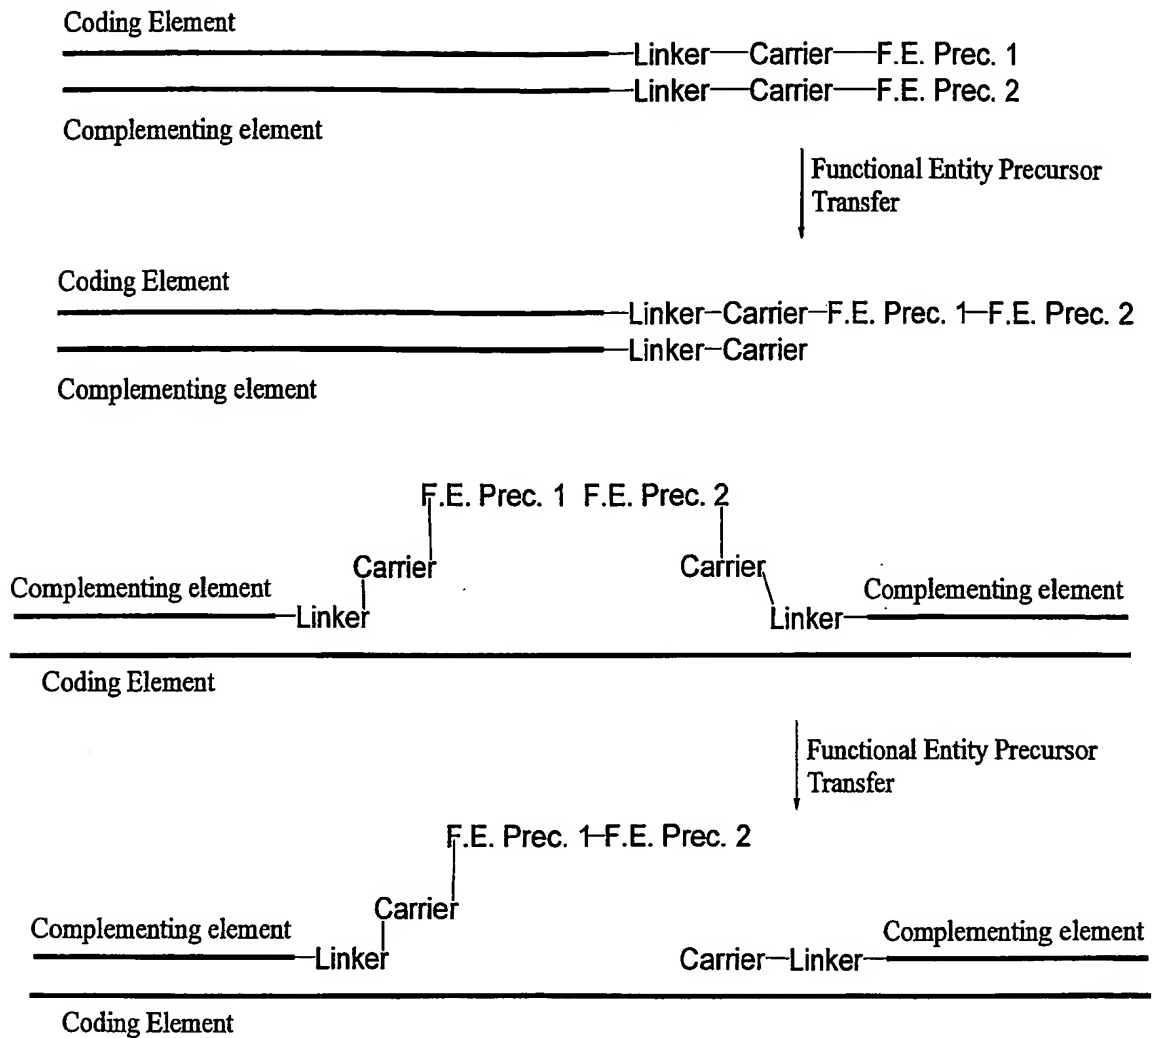 Coding Element
Linker—Carrier—F.E. Prec. 1
Linker—Carrier—F.E. Prec. 2
Complementing element
Functional Entity Precursor
Transfer
Coding Element
Linker–Carrier–F.E. Prec. 1–F.E. Prec. 2
Linker–Carrier
Complementing element
F.E. Prec. 1 F.E. Prec. 2
Carrier Carrier
Complementing element Complementing element
Linker Linker
Coding Element
Functional Entity Precursor
Transfer
F.E. Prec. 1–F.E. Prec. 2
Carrier
Complementing element Complementing element
Linker Carrier–Linker
Coding Element